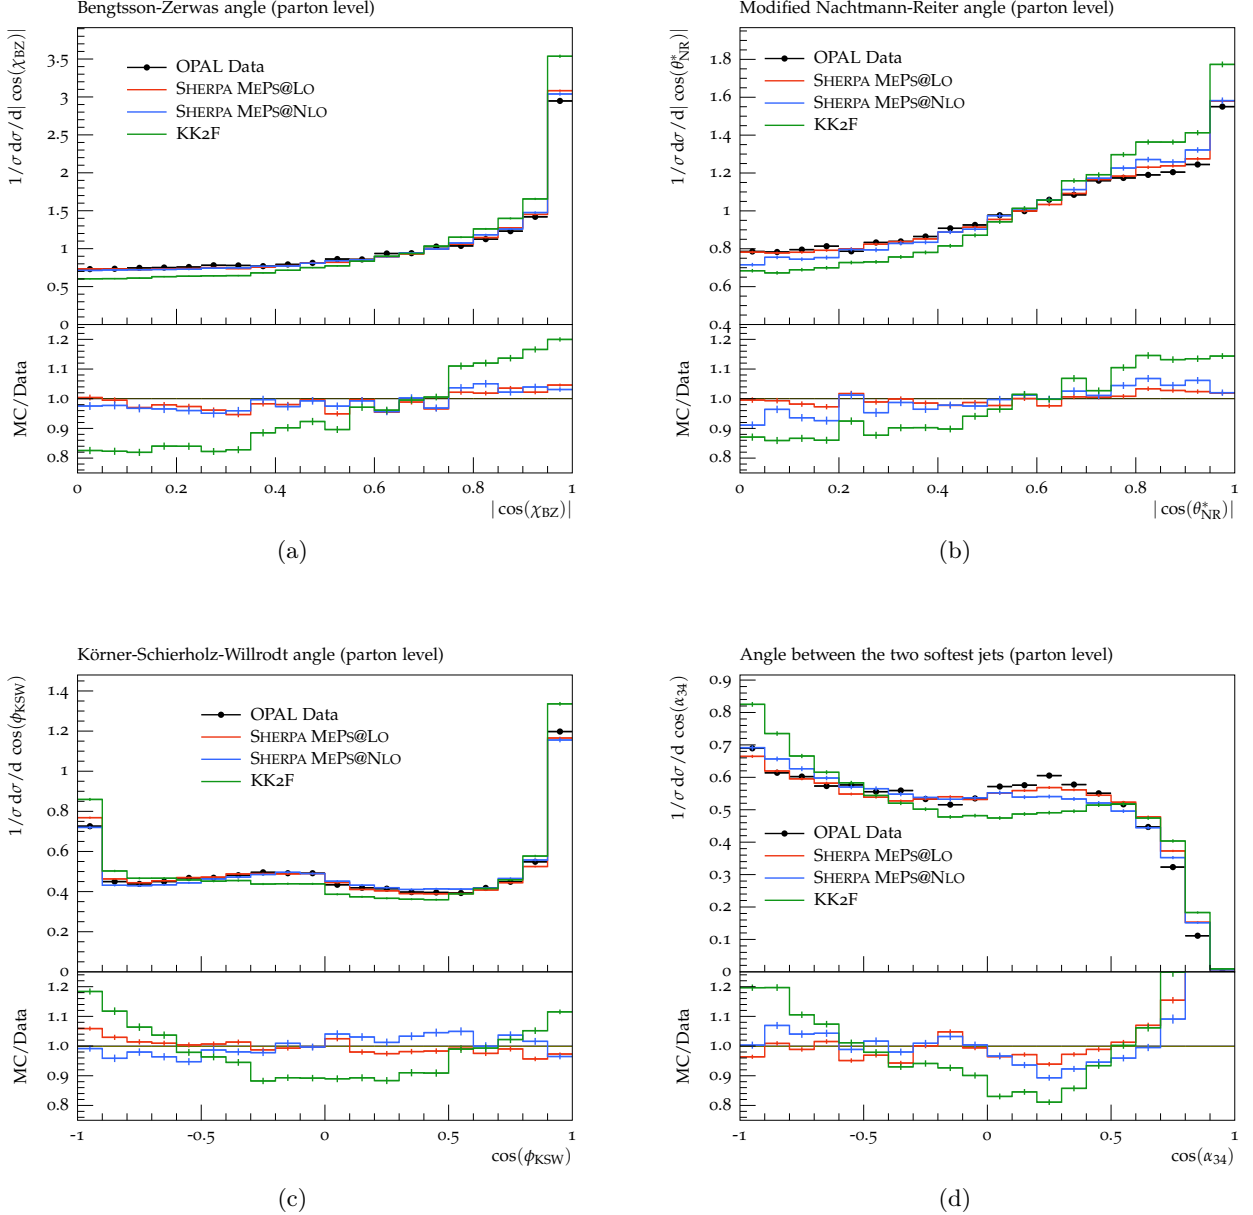 Bengtsson-Zerwas angle (parton level)
1/σ dσ/d| cos(χBZ)|
OPAL Data
SHERPA MEPS@LO
SHERPA MEPS@NLO
KK2F
3.5
3
2.5
2
1.5
1
0.5
0
MC/Data
1.2
1.1
1.0
0.9
0.8
0 0.2 0.4 0.6 0.8 1
| cos(χBZ)|
(a)
Modified Nachtmann-Reiter angle (parton level)
1/σ dσ/d| cos(θ*NR)|
OPAL Data
SHERPA MEPS@LO
SHERPA MEPS@NLO
KK2F
1.8
1.6
1.4
1.2
1.0
0.8
0.6
0.4
MC/Data
1.2
1.1
1.0
0.9
0.8
0 0.2 0.4 0.6 0.8 1
| cos(θ*NR)|
(b)
Körner-Schierholz-Willrodt angle (parton level)
1/σ dσ/d cos(φKSW)
OPAL Data
SHERPA MEPS@LO
SHERPA MEPS@NLO
KK2F
1.4
1.2
1
0.8
0.6
0.4
0.2
0
MC/Data
1.2
1.1
1.0
0.9
0.8
-1 -0.5 0 0.5 1
cos(φKSW)
(c)
Angle between the two softest jets (parton level)
1/σ dσ/d cos(α34)
OPAL Data
SHERPA MEPS@LO
SHERPA MEPS@NLO
KK2F
0.9
0.8
0.7
0.6
0.5
0.4
0.3
0.2
0.1
0
MC/Data
1.2
1.1
1.0
0.9
0.8
-1 -0.5 0 0.5 1
cos(α34)
(d)